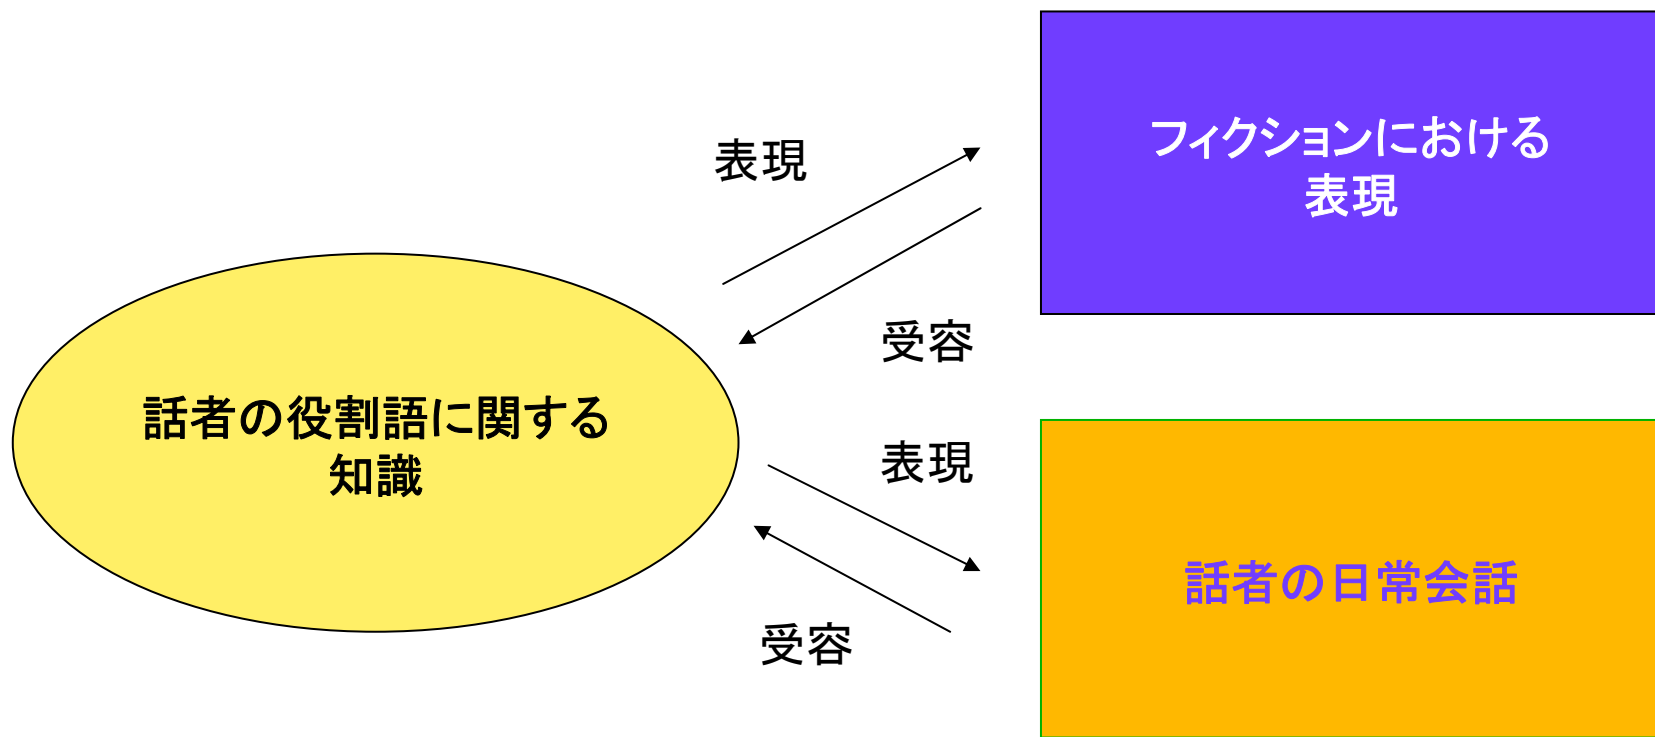 表現
フィクションにおける
表現
受容
話者の役割語に関する
知識
表現
話者の日常会話
受容